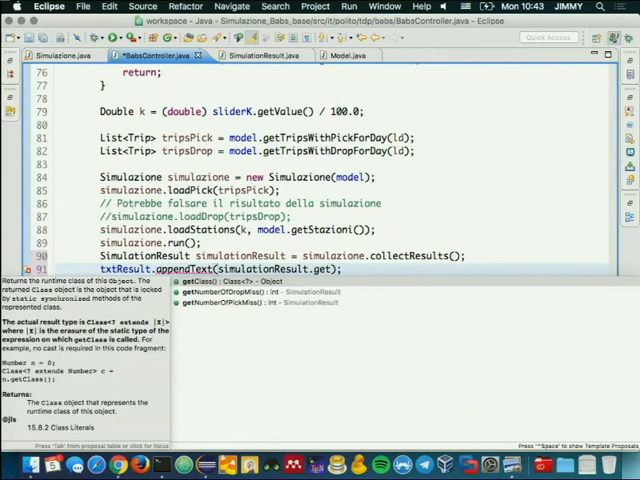 Eclipse File Edit Source Refactor Navigate Search Project Run Window Help Mon 10:43 JIMMY
workspace - Java - Simulazione_Babs_base/src/it/polito/tdp/babs/BabsController.java - Eclipse
Quick Access
Simulazione.java *BabsController.java SimulationResult.java Model.java
76 return;
77 }
78
79 Double k = (double) sliderK.getValue() / 100.0;
80
81 List<Trip> tripsPick = model.getTripsWithPickForDay(ld);
82 List<Trip> tripsDrop = model.getTripsWithDropForDay(ld);
83
84 Simulazione simulazione = new Simulazione(model);
85 simulazione.loadPick(tripsPick);
86 // Potrebbe falsare il risultato della simulazione
87 //simulazione.loadDrop(tripsDrop);
88 simulazione.loadStations(k, model.getStazioni());
89 simulazione.run();
90 SimulationResult simulationResult = simulazione.collectResults();
91 txtResult.appendText(simulationResult.get);
Returns the runtime class of this Object. The
returned Class object is the object that is locked
by static synchronized methods of the
represented class.
The actual result type is Class<? extends |X|>
where |X| is the erasure of the static type of the
expression on which getClass is called. For
example, no cast is required in this code fragment:
Number n = 0;
Class<? extends Number> c =
n.getClass();
Returns:
The Class object that represents the
runtime class of this object.
@jls
15.8.2 Class Literals
Press 'Tab' from proposal table or click for focus
getClass() : Class<?> - Object
getNumberOfDropMiss() : int - SimulationResult
getNumberOfPickMiss() : int - SimulationResult
Press '^Space' to show Template Proposals